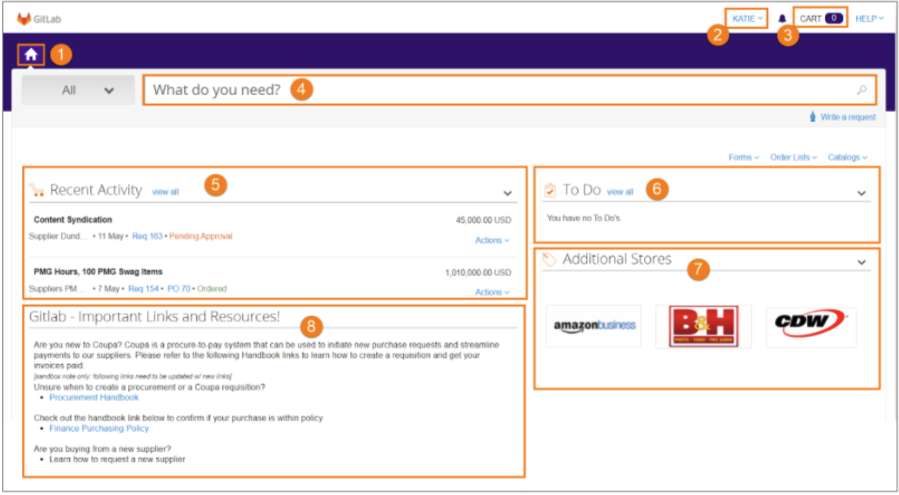 GitLab
KATIE
CART 0
HELP
2
3
1
All
What do you need? 4
Write a request
Forms Order Lists Catalogs
Recent Activity view all 5
Content Syndication 45,000.00 USD
Supplier Dund... • 11 May • Req 163 • Pending Approval Actions
PMG Hours, 100 PMG Swag Items 1,010,000.00 USD
Suppliers PM... • 7 May • Req 154 • PO 70 • Ordered Actions
To Do view all 6
You have no To Do's.
Additional Stores 7
amazonbusiness
B&H
PHOTO · VIDEO · PRO AUDIO
CDW
8
Gitlab - Important Links and Resources!
Are you new to Coupa? Coupa is a procure-to-pay system that can be used to initiate new purchase requests and streamline
payments to our suppliers. Please refer to the following Handbook links to learn how to create a requisition and get your
invoices paid.
[sandbox note only: following links need to be updated w/ new links]
Unsure when to create a procurement or a Coupa requisition?
• Procurement Handbook
Check out the handbook link below to confirm if your purchase is within policy
• Finance Purchasing Policy
Are you buying from a new supplier?
• Learn how to request a new supplier